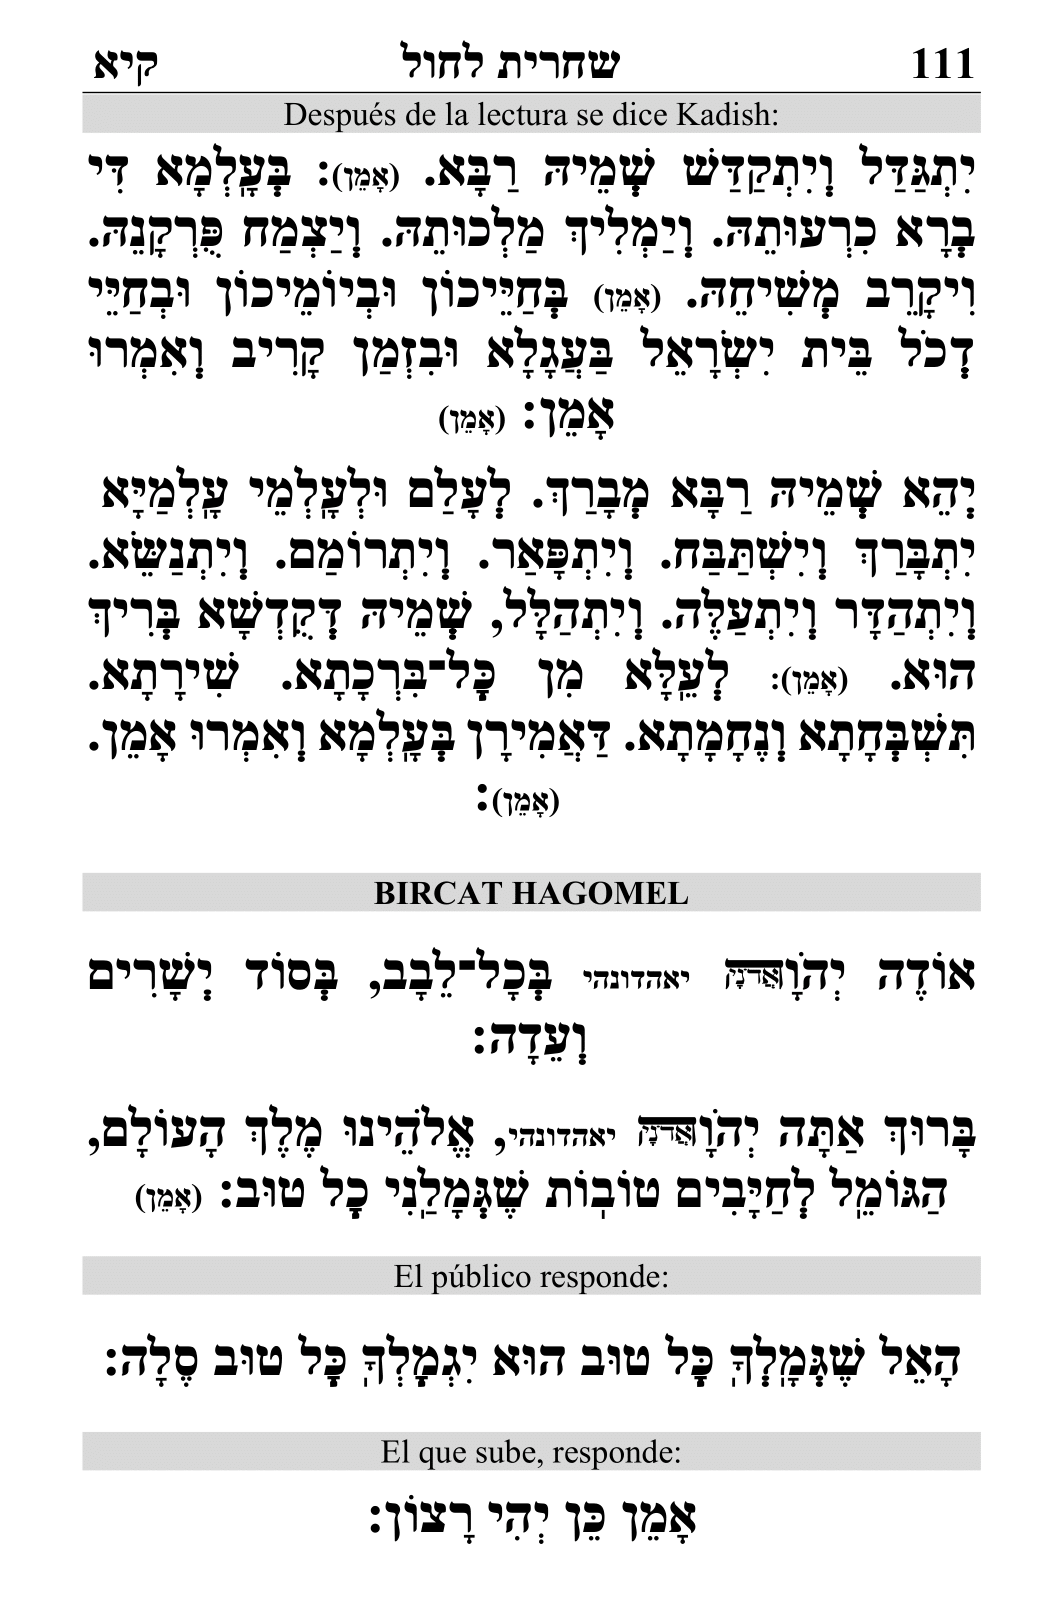 111 שחרית לחול קיא
Después de la lectura se dice Kadish:
יִתְגַּדַּל וְיִתְקַדַּשׁ שְׁמֵיהּ רַבָּא. (אָמֵן): בְּעָלְמָא דִּי
בְרָא כִרְעוּתֵהּ. וְיַמְלִיךְ מַלְכוּתֵהּ. וְיַצְמַח פֻּרְקָנֵהּ.
וִיקָרֵב מְשִׁיחֵהּ. (אָמֵן) בְּחַיֵּיכוֹן וּבְיוֹמֵיכוֹן וּבְחַיֵּי
דְכֹל בֵּית יִשְׂרָאֵל בַּעֲגָלָא וּבִזְמַן קָרִיב וְאִמְרוּ
אָמֵן: (אָמֵן)
יְהֵא שְׁמֵיהּ רַבָּא מְבָרַךְ. לְעָלַם וּלְעָלְמֵי עָלְמַיָּא
יִתְבָּרַךְ וְיִשְׁתַּבַּח. וְיִתְפָּאַר. וְיִתְרוֹמַם. וְיִתְנַשֵּׂא.
וְיִתְהַדָּר וְיִתְעַלֶּה. וְיִתְהַלָּל, שְׁמֵיהּ דְּקֻדְשָׁא בְּרִיךְ
הוּא. (אָמֵן): לְעֵלָּא מִן כָּל־בִּרְכָתָא. שִׁירָתָא.
תִּשְׁבְּחָתָא וְנֶחָמָתָא. דַּאֲמִירָן בְּעָלְמָא וְאִמְרוּ אָמֵן.
(אָמֵן):
BIRCAT HAGOMEL
אוֹדֶה יְהֹוָה אֲדֹנָי יאהדונהי בְּכָל־לֵבָב, בְּסוֹד יְשָׁרִים
וְעֵדָה:
בָּרוּךְ אַתָּה יְהֹוָה אֲדֹנָי יאהדונהי, אֱלֹהֵינוּ מֶלֶךְ הָעוֹלָם,
הַגּוֹמֵל לְחַיָּבִים טוֹבוֹת שֶׁגְּמָלַנִי כָּל טוּב: (אָמֵן)
El público responde:
הָאֵל שֶׁגְּמָלְךָ כָּל טוּב הוּא יִגְמָלְךָ כָּל טוּב סֶלָה:
El que sube, responde:
אָמֵן כֵּן יְהִי רָצוֹן: